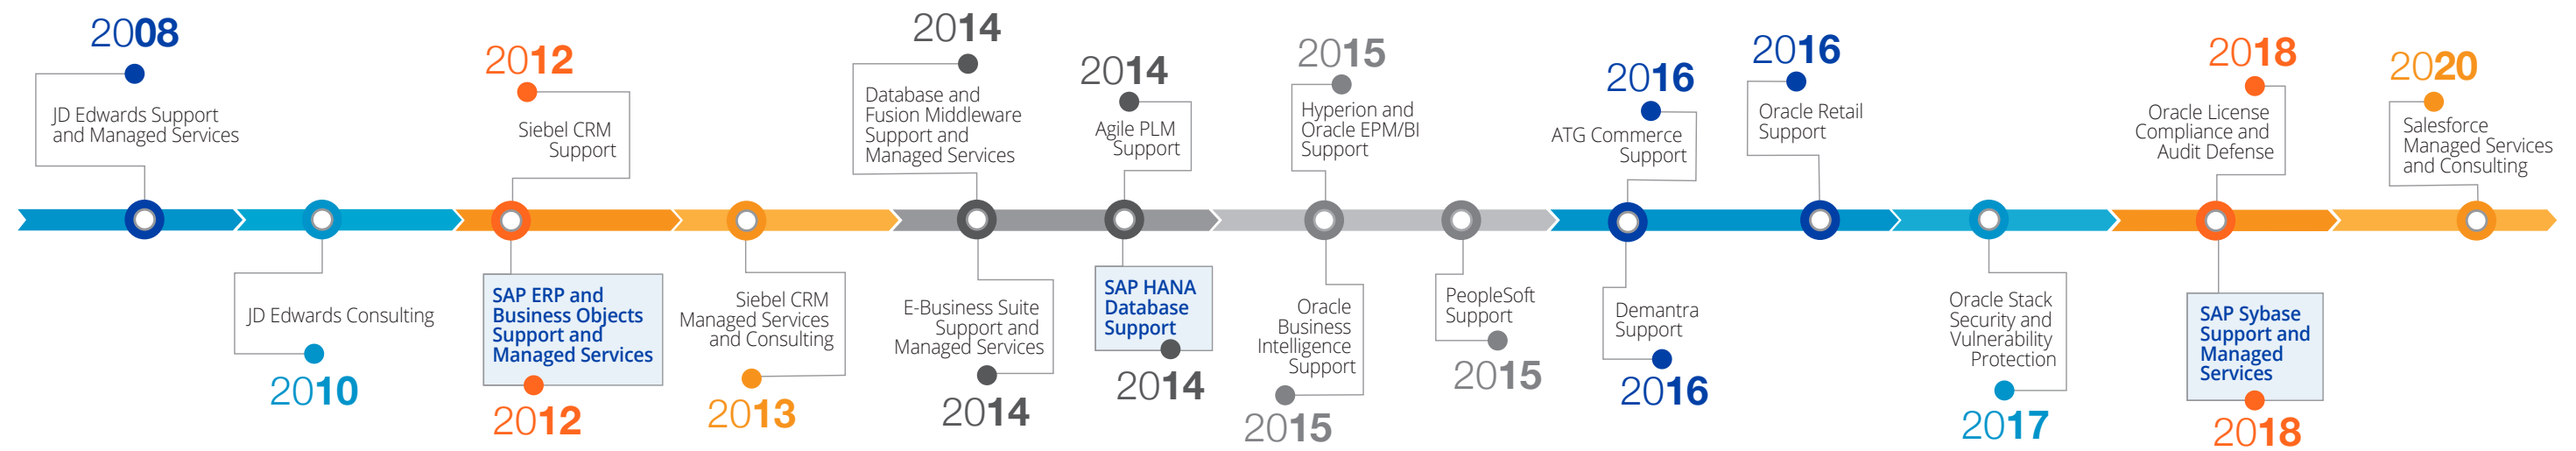 2008
JD Edwards Support
and Managed Services
2010
JD Edwards Consulting
2012
Siebel CRM
Support
SAP ERP and
Business Objects
Support and
Managed Services
2012
Siebel CRM
Managed Services
and Consulting
2013
2014
Database and
Fusion Middleware
Support and
Managed Services
E-Business Suite
Support and
Managed Services
2014
2014
Agile PLM
Support
SAP HANA
Database
Support
2014
2015
Hyperion and
Oracle EPM/BI
Support
Oracle
Business
Intelligence
Support
2015
PeopleSoft
Support
2015
2016
ATG Commerce
Support
Demantra
Support
2016
2016
Oracle Retail
Support
Oracle Stack
Security and
Vulnerability
Protection
2017
2018
Oracle License
Compliance and
Audit Defense
SAP Sybase
Support and
Managed
Services
2018
2020
Salesforce
Managed Services
and Consulting